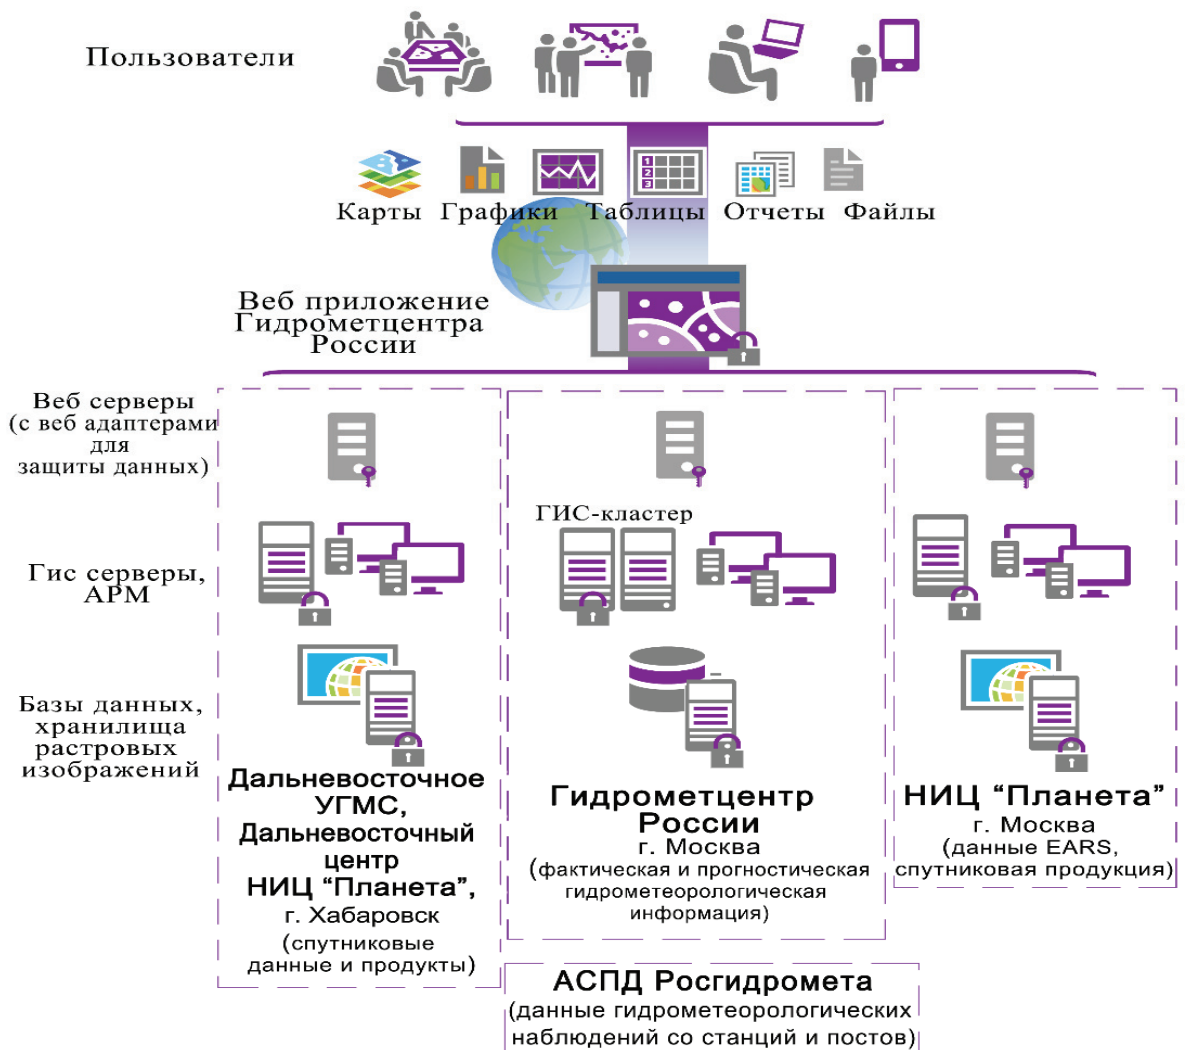 Пользователи
Карты Графики Таблицы Отчеты Файлы
1
2
3
Веб приложение
Гидрометцентра
России
Веб серверы
(с веб адаптерами
для
защиты данных)
ГИС-кластер
Гис серверы,
АРМ
Базы данных,
хранилища
растровых
изображений
Дальневосточное
УГМС,
Дальневосточный
центр
НИЦ “Планета”,
г. Хабаровск
(спутниковые
данные и продукты)
Гидрометцентр
России
г. Москва
(фактическая и прогностическая
гидрометеорологическая
информация)
НИЦ “Планета”
г. Москва
(данные EARS,
спутниковая продукция)
АСПД Росгидромета
(данные гидрометеорологических
наблюдений со станций и постов)